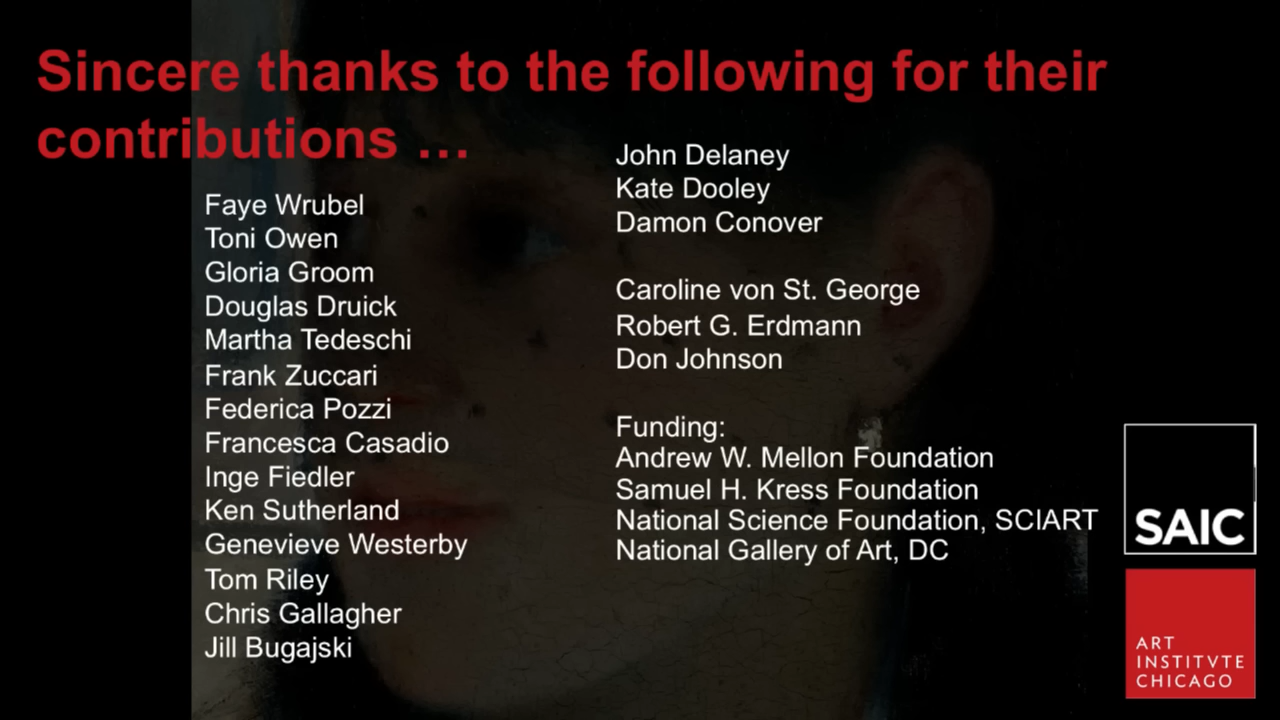 Sincere thanks to the following for their
contributions …
Faye Wrubel
Toni Owen
Gloria Groom
Douglas Druick
Martha Tedeschi
Frank Zuccari
Federica Pozzi
Francesca Casadio
Inge Fiedler
Ken Sutherland
Genevieve Westerby
Tom Riley
Chris Gallagher
Jill Bugajski
John Delaney
Kate Dooley
Damon Conover
Caroline von St. George
Robert G. Erdmann
Don Johnson
Funding:
Andrew W. Mellon Foundation
Samuel H. Kress Foundation
National Science Foundation, SCIART
National Gallery of Art, DC
SAIC
ART
INSTITVTE
CHICAGO